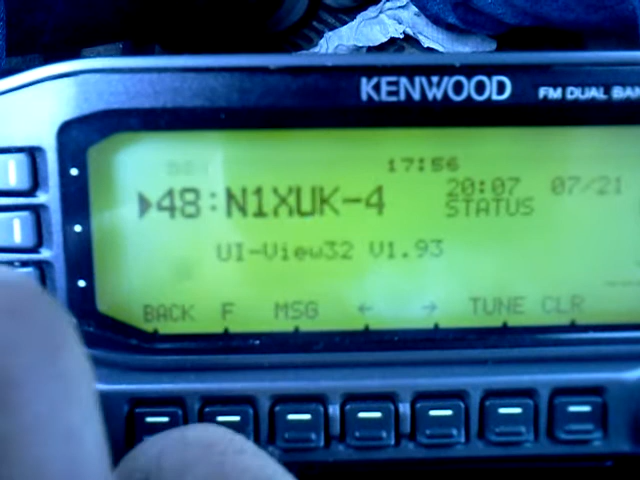 KENWOOD FM DUAL BAN
17:56
▶48:N1XUK-4 20:07 07/21
STATUS
UI-View32 V1.93
BACK F MSG ← → TUNE CLR